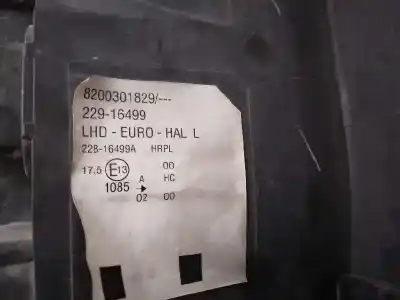 8200301829/---
229-16499
LHD - EURO - HAL L
228-16499A HRPL
17,5 E13 A HC 00
1085 → 02 00